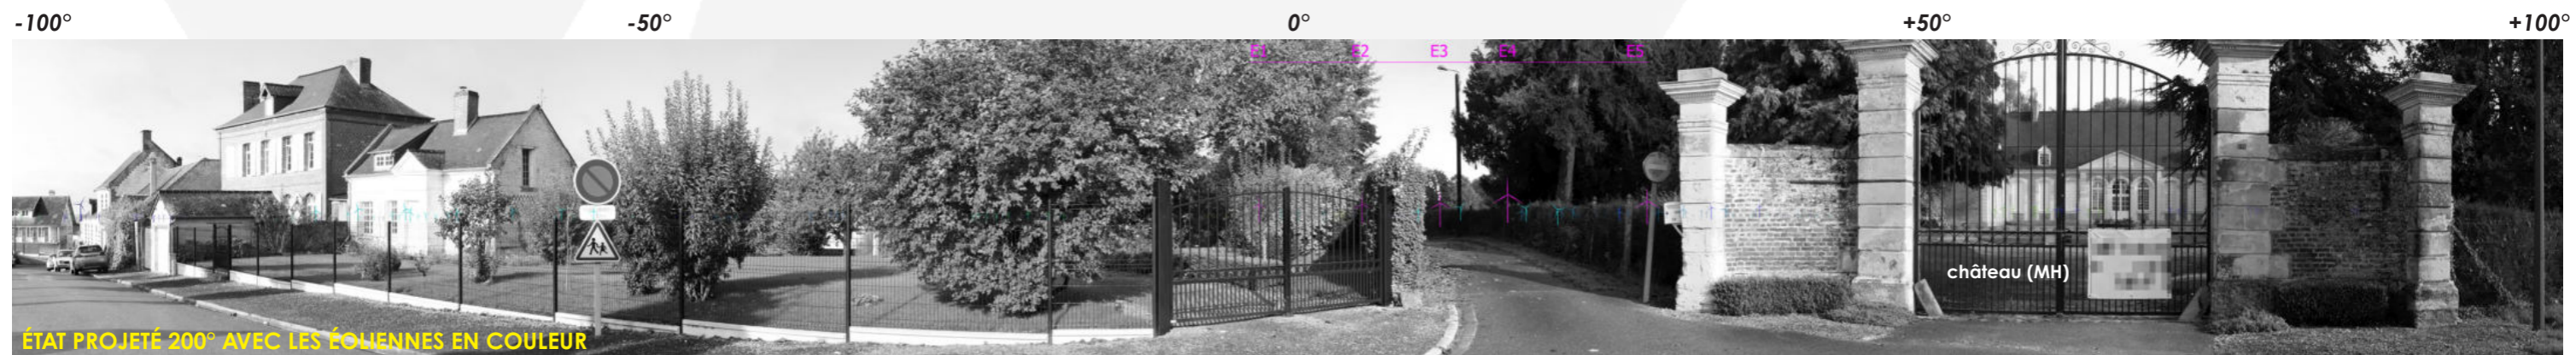 -100° -50° 0° +50° +100°
E1 E2 E3 E4 E5
château (MH)
ÉTAT PROJETÉ 200° AVEC LES ÉOLIENNES EN COULEUR